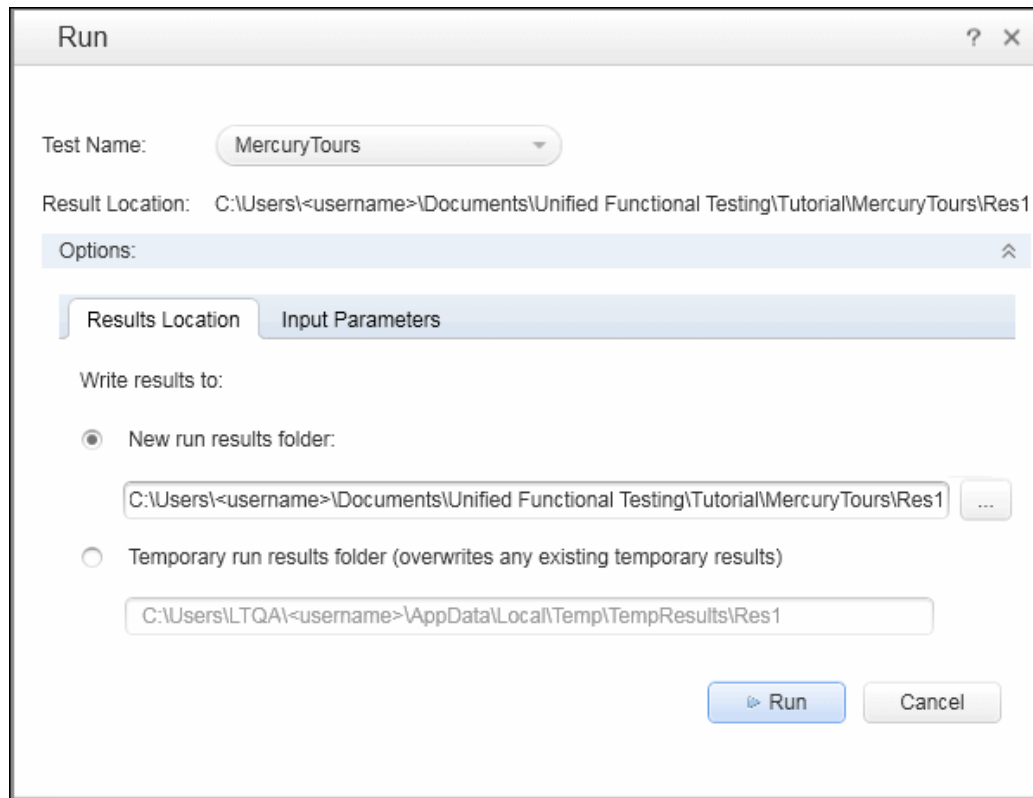 Run
Test Name: MercuryTours
Result Location: C:\Users\<username>\Documents\Unified Functional Testing\Tutorial\MercuryTours\Res1
Options:
Results Location Input Parameters
Write results to:
New run results folder:
C:\Users\<username>\Documents\Unified Functional Testing\Tutorial\MercuryTours\Res1 ...
Temporary run results folder (overwrites any existing temporary results)
C:\Users\LTQA\<username>\AppData\Local\Temp\TempResults\Res1
Run Cancel